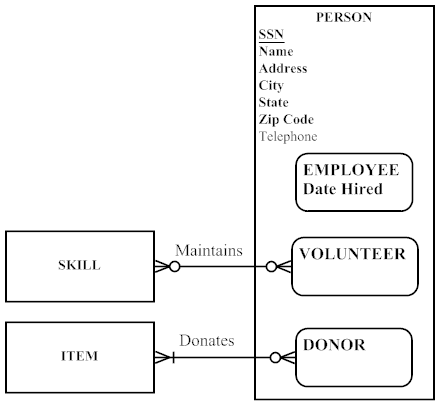 PERSON
SSN
Name
Address
City
State
Zip Code
Telephone
EMPLOYEE
Date Hired
SKILL
Maintains
VOLUNTEER
ITEM
Donates
DONOR